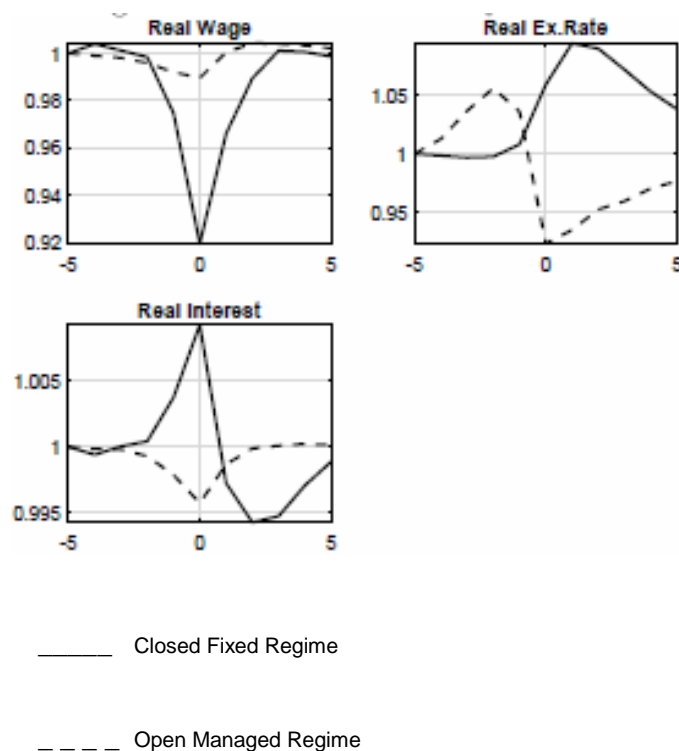 Real Wage Real Ex.Rate
1
0.98
0.96
0.94
0.92
-5 0 5
1.05
1
0.95
-5 0 5
Real Interest
1.005
1
0.995
-5 0 5
_____ Closed Fixed Regime
_ _ _ _ Open Managed Regime